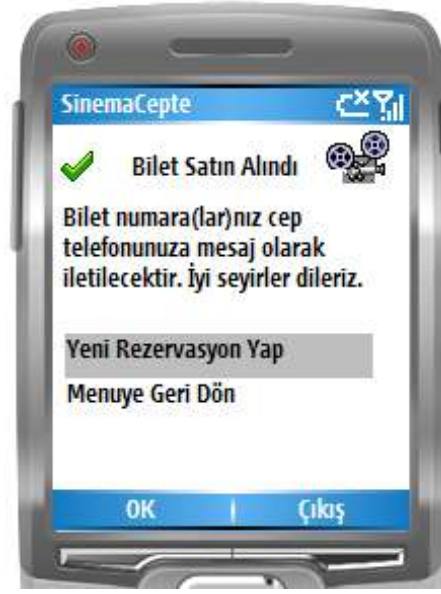 SinemaCepte
Bilet Satın Alındı
Bilet numara(lar)nız cep
telefonunuza mesaj olarak
iletilecektir. İyi seyirler dileriz.
Yeni Rezervasyon Yap
Menuye Geri Dön
OK
Çıkış